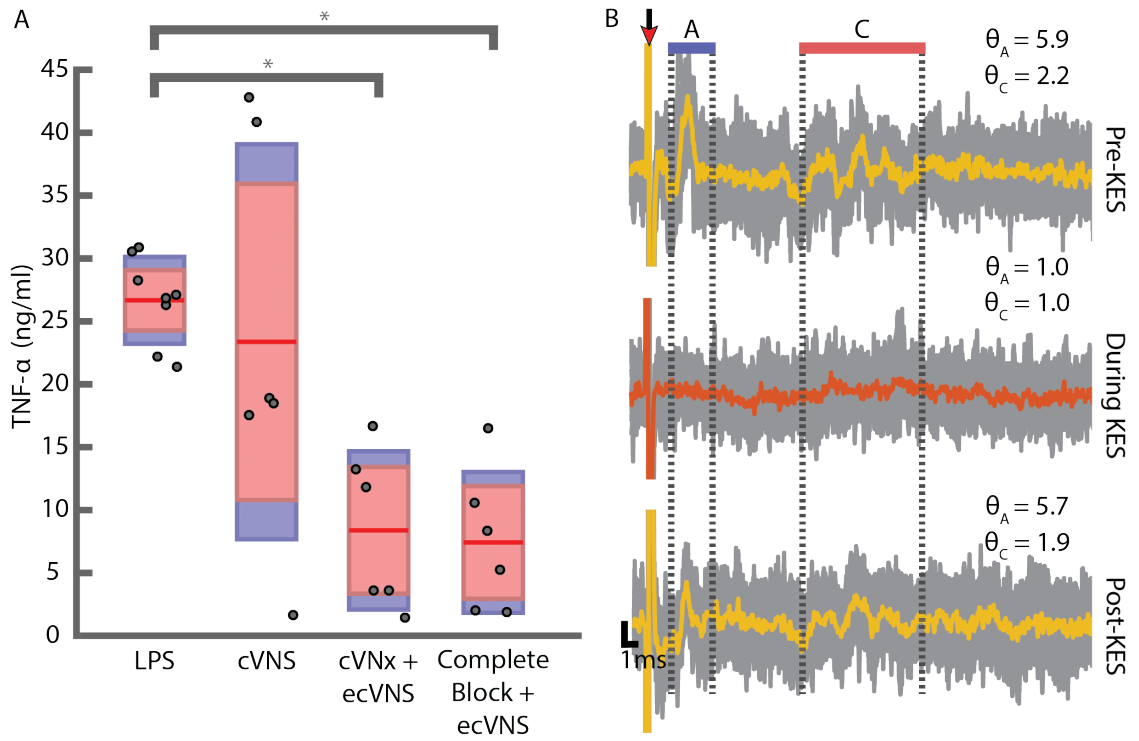 A
*
*
45
40
35
30
25
20
15
10
5
0
TNF-α (ng/ml)
LPS
cVNS
cVNx +
ecVNS
Complete
Block +
ecVNS
B
A
C
θA = 5.9
θC = 2.2
Pre-KES
θA = 1.0
θC = 1.0
During KES
θA = 5.7
θC = 1.9
Post-KES
1ms